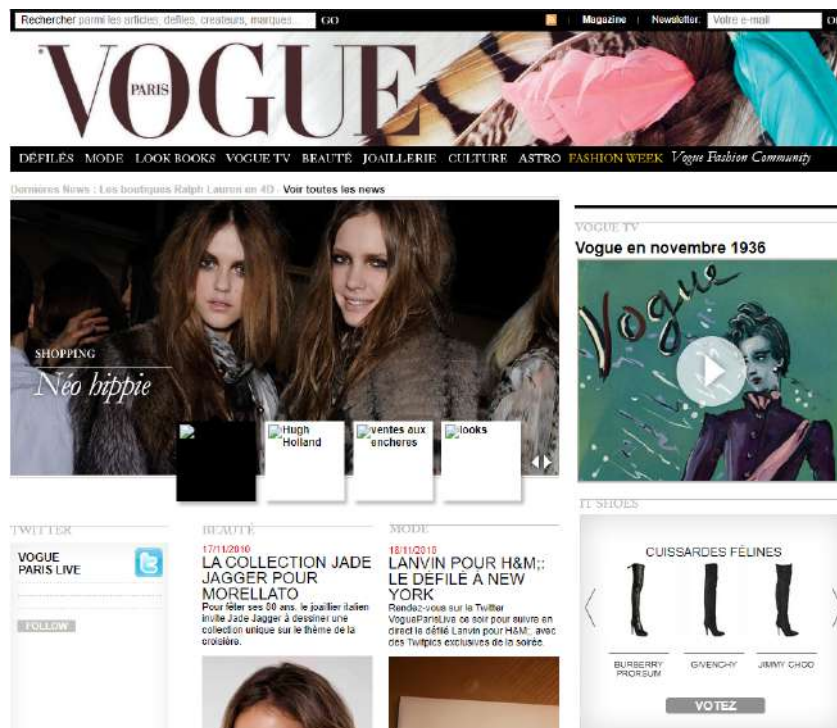 Rechercher parmi les articles, defiles, createurs, marques... GO
Magazine | Newsletter: Votre e-mail
VOGUE
PARIS
DÉFILÉS MODE LOOK BOOKS VOGUE TV BEAUTÉ JOAILLERIE CULTURE ASTRO FASHION WEEK Vogue Fashion Community
Dernieres News : Les boutiques Ralph Lauren en 4D - Voir toutes les news
SHOPPING
Néo hippie
Hugh
Holland
ventes aux
encheres
looks
VOGUE TV
Vogue en novembre 1936
Vogue
TWITTER
VOGUE
PARIS LIVE
FOLLOW
BEAUTÉ
17/11/2010
LA COLLECTION JADE
JAGGER POUR
MORELLATO
Pour fêter ses 80 ans, le joaillier italien
invite Jade Jagger à dessiner une
collection unique sur le thème de la
croisière.
MODE
18/11/2010
LANVIN POUR H&M;:
LE DÉFILÉ À NEW
YORK
Rendez-vous sur le Twitter
VogueParisLive ce soir pour suivre en
direct le défilé Lanvin pour H&M;, avec
des Twitpics exclusives de la soirée.
IT SHOES
CUISSARDES FÉLINES
BURBERRY
PRORSUM
GIVENCHY
JIMMY CHOO
VOTEZ